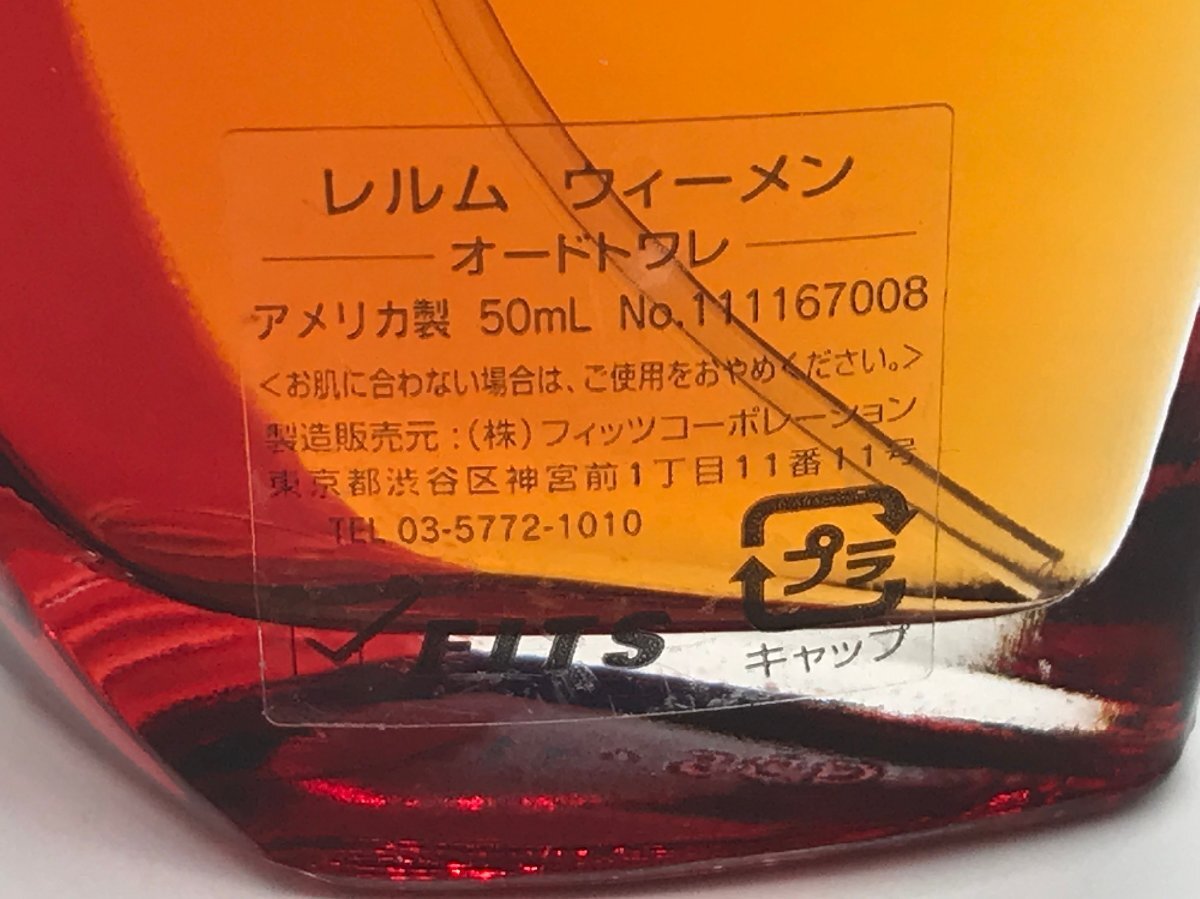 レルム ウィーメン
オードトワレ
アメリカ製 50mL No.111167008
<お肌に合わない場合は、ご使用をおやめください。>
製造販売元:(株)フィッツコーポレーション
東京都渋谷区神宮前1丁目11番11号
TEL 03-5772-1010
プラ
FITS
キャップ